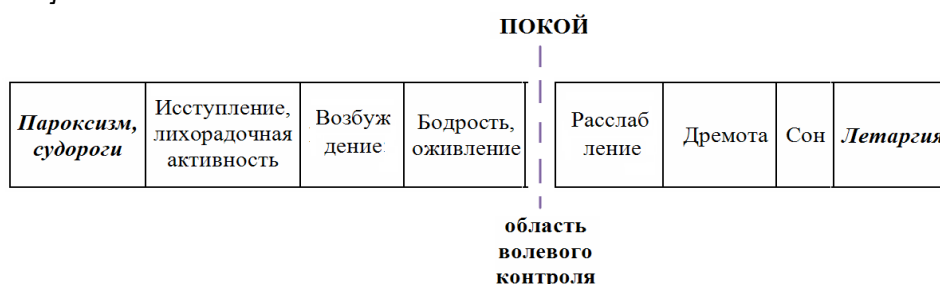 ПОКОЙ
Пароксизм,
судороги
Исступление,
лихорадочная
активность
Возбуж
дение
Бодрость,
оживление
Расслаб
ление
Дремота
Сон
Летаргия
область
волевого
контроля